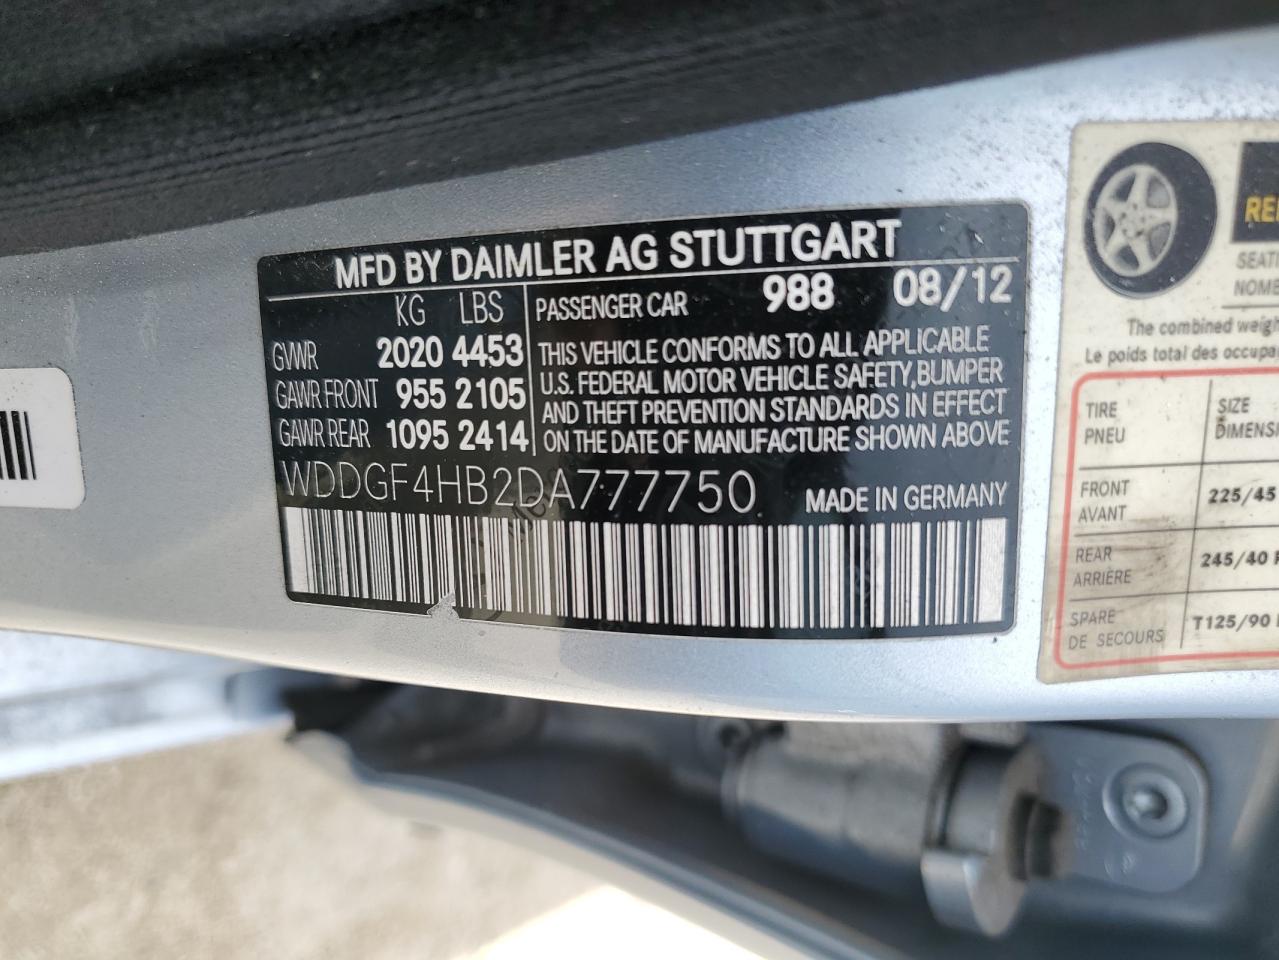 MFD BY DAIMLER AG STUTTGART
KG LBS
GVWR 2020 4453
GAWR FRONT 955 2105
GAWR REAR 1095 2414
PASSENGER CAR 988 08/12
THIS VEHICLE CONFORMS TO ALL APPLICABLE
U.S. FEDERAL MOTOR VEHICLE SAFETY,BUMPER
AND THEFT PREVENTION STANDARDS IN EFFECT
ON THE DATE OF MANUFACTURE SHOWN ABOVE
WDDGF4HB2DA777750
MADE IN GERMANY
SEATI
NOMB
The combined weig
Le poids total des occupa
TIRE SIZE
PNEU DIMENSI
FRONT
AVANT 225/45
REAR
ARRIÈRE 245/40
SPARE
DE SECOURS T125/90